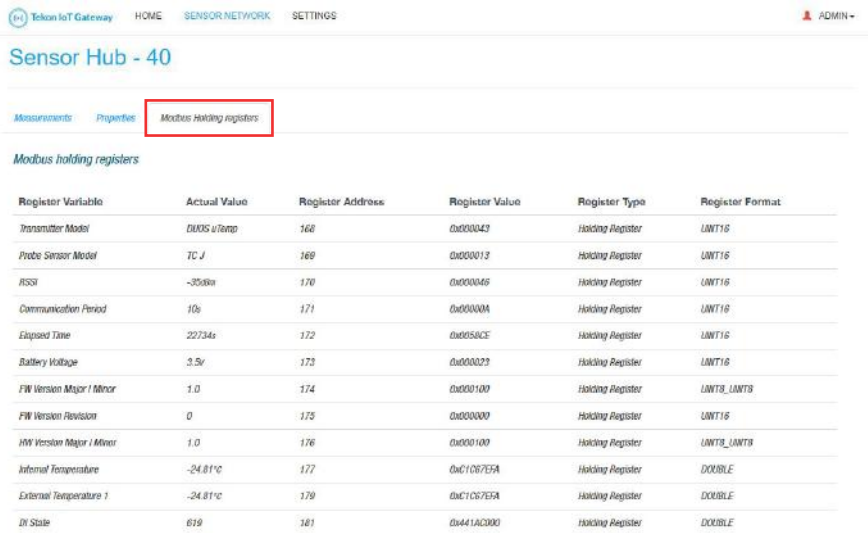 Tekon IoT Gateway HOME SENSOR NETWORK SETTINGS ADMIN
Sensor Hub - 40
Measurements Properties Modbus Holding registers
Modbus holding registers
Register Variable Actual Value Register Address Register Value Register Type Register Format
Transmitter Model DUOS uTemp 168 0x000043 Holding Register UINT16
Probe Sensor Model TC J 169 0x000013 Holding Register UINT16
RSSI -35dBm 170 0x000046 Holding Register UINT16
Communication Period 10s 171 0x00000A Holding Register UINT16
Elapsed Time 22734s 172 0x0058CE Holding Register UINT16
Battery Voltage 3.5v 173 0x000023 Holding Register UINT16
FW Version Major / Minor 1.0 174 0x000100 Holding Register UINT8_UINT8
FW Version Revision 0 175 0x000000 Holding Register UINT16
HW Version Major / Minor 1.0 176 0x000100 Holding Register UINT8_UINT8
Internal Temperature -24.81°C 177 0xC1C67EFA Holding Register DOUBLE
External Temperature 1 -24.81°C 179 0xC1C67EFA Holding Register DOUBLE
DI State 619 181 0x441AC000 Holding Register DOUBLE